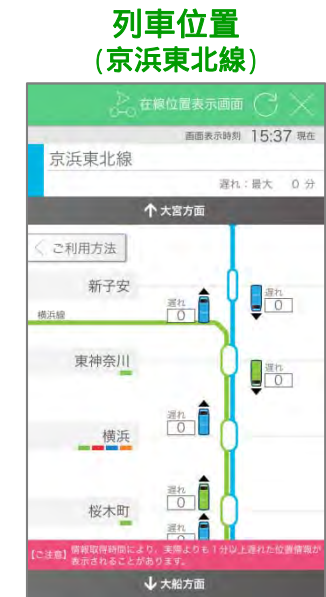 列車位置
(京浜東北線)
在線位置表示画面
画面表示時刻 15:37 現在
京浜東北線
遅れ:最大 0 分
↑大宮方面
< ご利用方法
新子安
遅れ
0
遅れ
0
横浜線
東神奈川
遅れ
0
横浜
遅れ
0
桜木町
遅れ
0
遅れ
【ご注意】情報取得時間により、実際よりも1分以上遅れた位置情報が
表示されることがあります。
↓大船方面